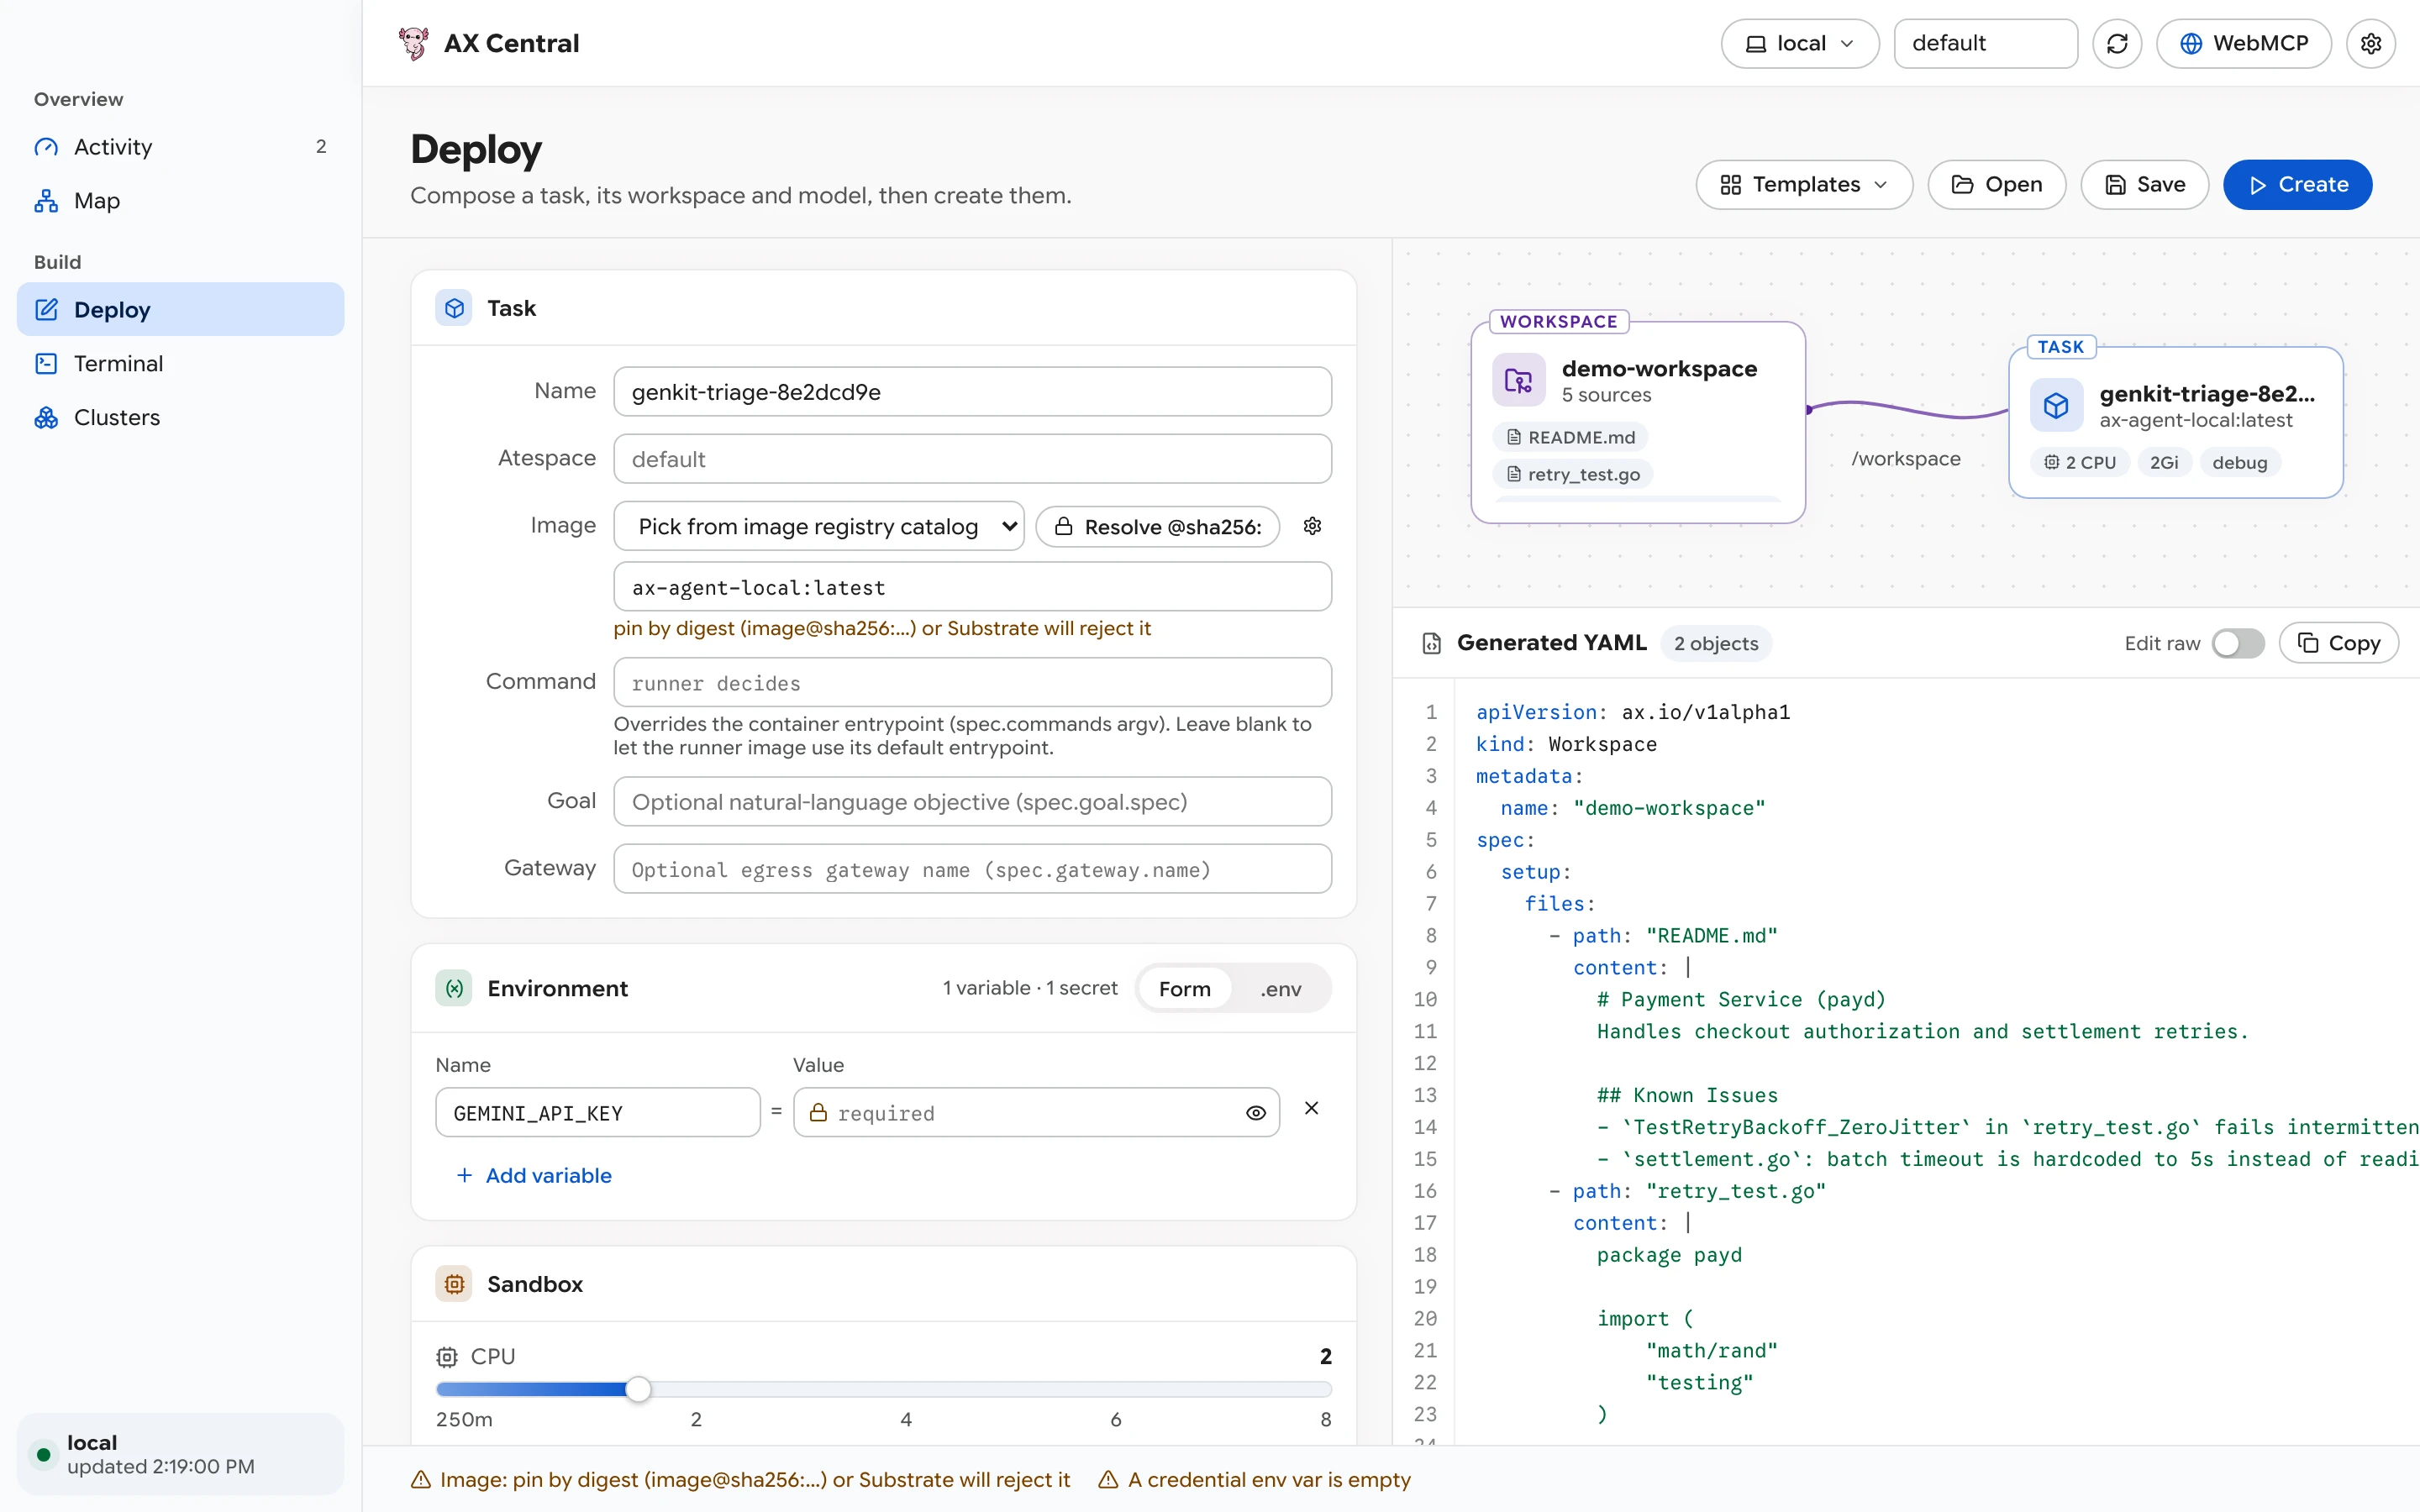 AX Central
local
default
WebMCP
Overview
Activity 2
Map
Build
Deploy
Terminal
Clusters
local
updated 2:19:00 PM
Deploy
Compose a task, its workspace and model, then create them.
Templates
Open
Save
Create
Task
Name genkit-triage-8e2dcd9e
Atespace default
Image Pick from image registry catalog Resolve @sha256:
ax-agent-local:latest
pin by digest (image@sha256:...) or Substrate will reject it
Command runner decides
Overrides the container entrypoint (spec.commands argv). Leave blank to
let the runner image use its default entrypoint.
Goal Optional natural-language objective (spec.goal.spec)
Gateway Optional egress gateway name (spec.gateway.name)
Environment 1 variable · 1 secret Form .env
Name Value
GEMINI_API_KEY = required
+ Add variable
Sandbox
CPU 2
250m 2 4 6 8
WORKSPACE
demo-workspace
5 sources
README.md
retry_test.go
/workspace
TASK
genkit-triage-8e2...
ax-agent-local:latest
2 CPU 2Gi debug
Generated YAML 2 objects Edit raw Copy
1 apiVersion: ax.io/v1alpha1
2 kind: Workspace
3 metadata:
4 name: "demo-workspace"
5 spec:
6 setup:
7 files:
8 - path: "README.md"
9 content: |
10 # Payment Service (payd)
11 Handles checkout authorization and settlement retries.
12
13 ## Known Issues
14 - `TestRetryBackoff_ZeroJitter` in `retry_test.go` fails intermitten
15 - `settlement.go`: batch timeout is hardcoded to 5s instead of readi
16 - path: "retry_test.go"
17 content: |
18 package payd
19
20 import (
21 "math/rand"
22 "testing"
23 )
Image: pin by digest (image@sha256:...) or Substrate will reject it
A credential env var is empty